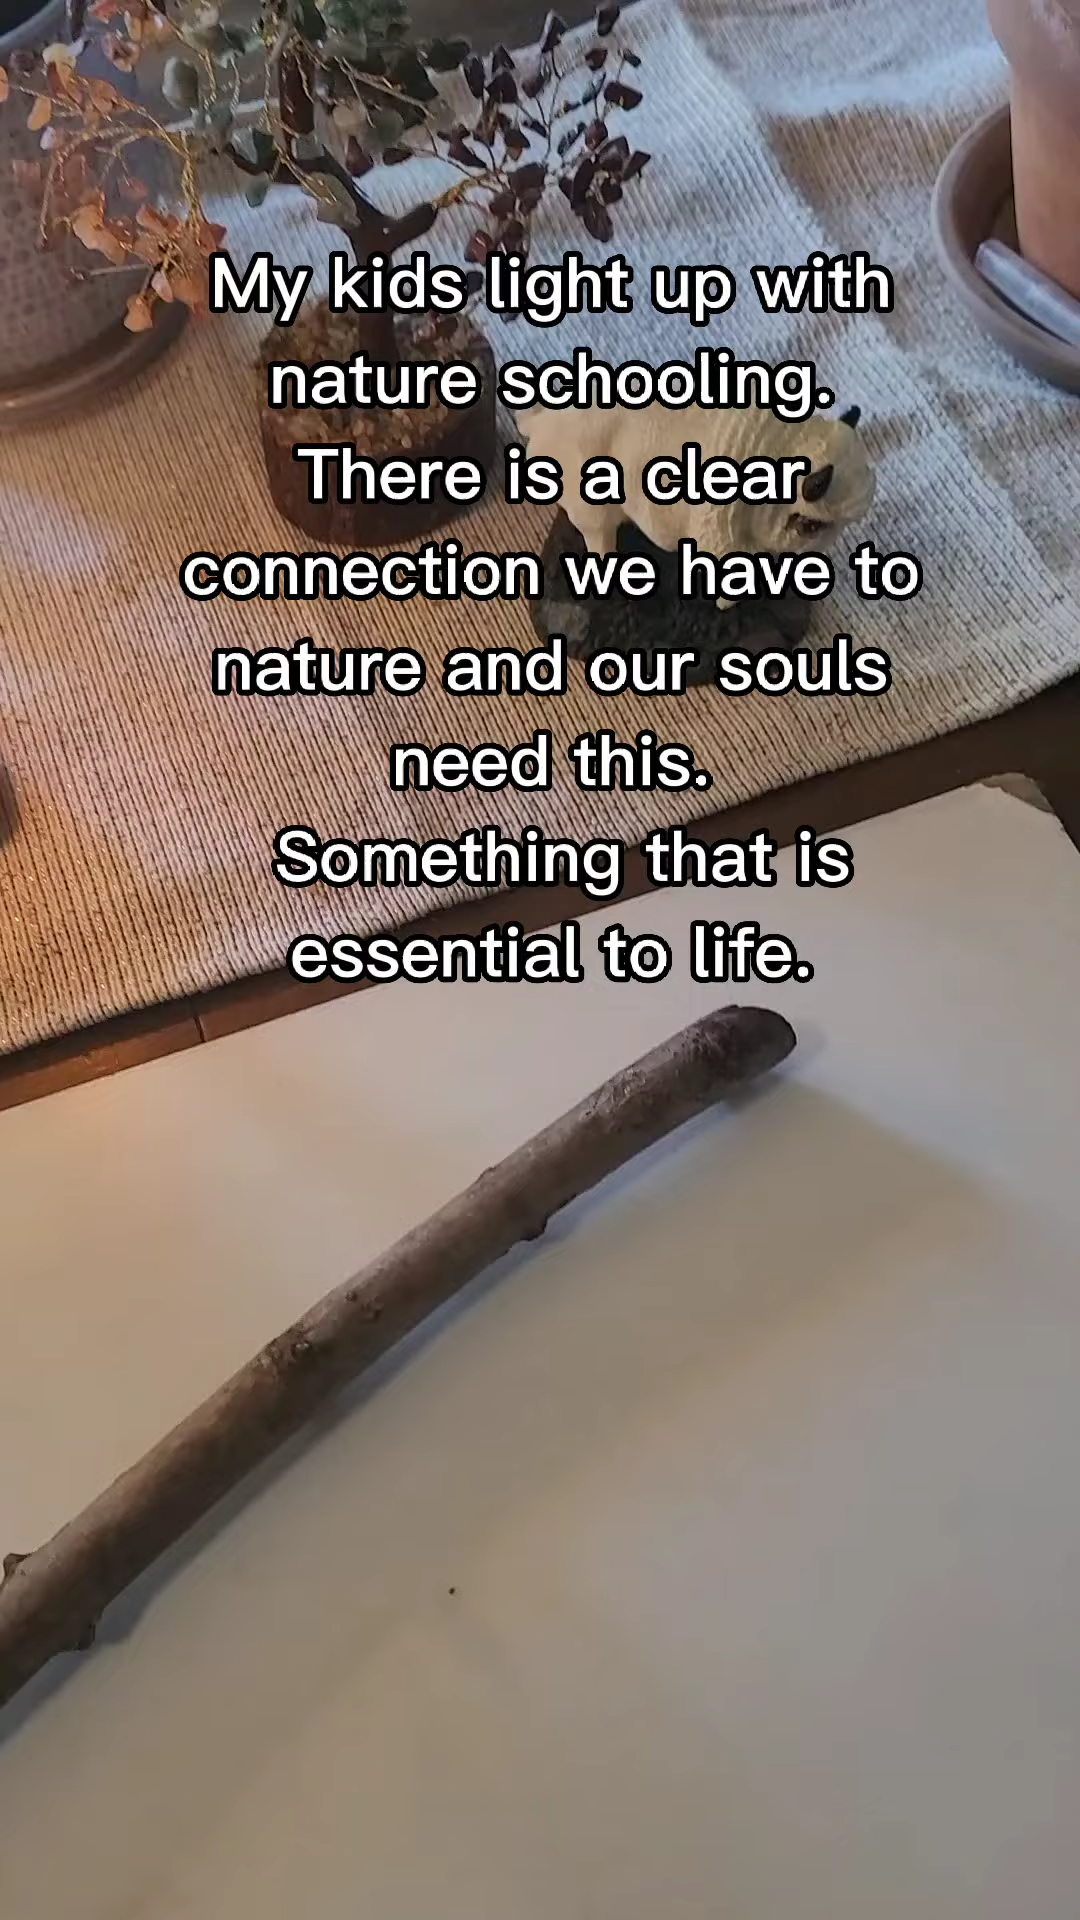 My kids light up with
nature schooling.
There is a clear
connection we have to
nature and our souls
need this.
Something that is
essential to life.